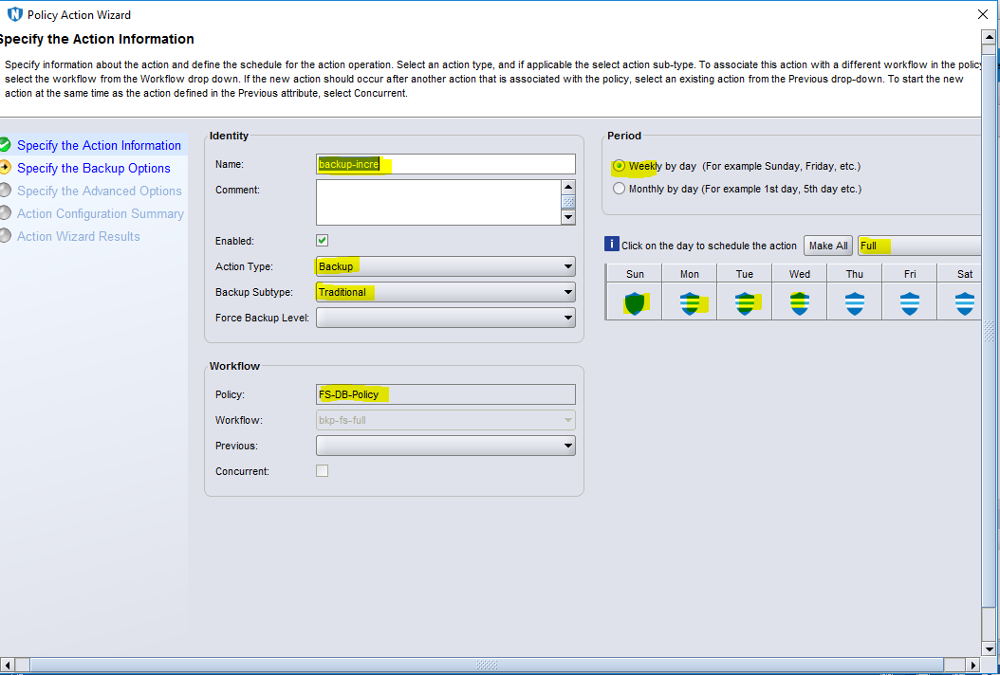 Policy Action Wizard
Specify the Action Information
Specify information about the action and define the schedule for the action operation. Select an action type, and if applicable the select action sub-type. To associate this action with a different workflow in the policy
select the workflow from the Workflow drop down. If the new action should occur after another action that is associated with the policy, select an existing action from the Previous drop-down. To start the new
action at the same time as the action defined in the Previous attribute, select Concurrent.
Specify the Action Information
Specify the Backup Options
Specify the Advanced Options
Action Configuration Summary
Action Wizard Results
Identity
Name: backup-incre
Comment:
Enabled:
Action Type: Backup
Backup Subtype: Traditional
Force Backup Level:
Workflow
Policy: FS-DB-Policy
Workflow: bkp-fs-full
Previous:
Concurrent:
Period
Weekly by day (For example Sunday, Friday, etc.)
Monthly by day (For example 1st day, 5th day etc.)
i Click on the day to schedule the action Make All Full
Sun Mon Tue Wed Thu Fri Sat